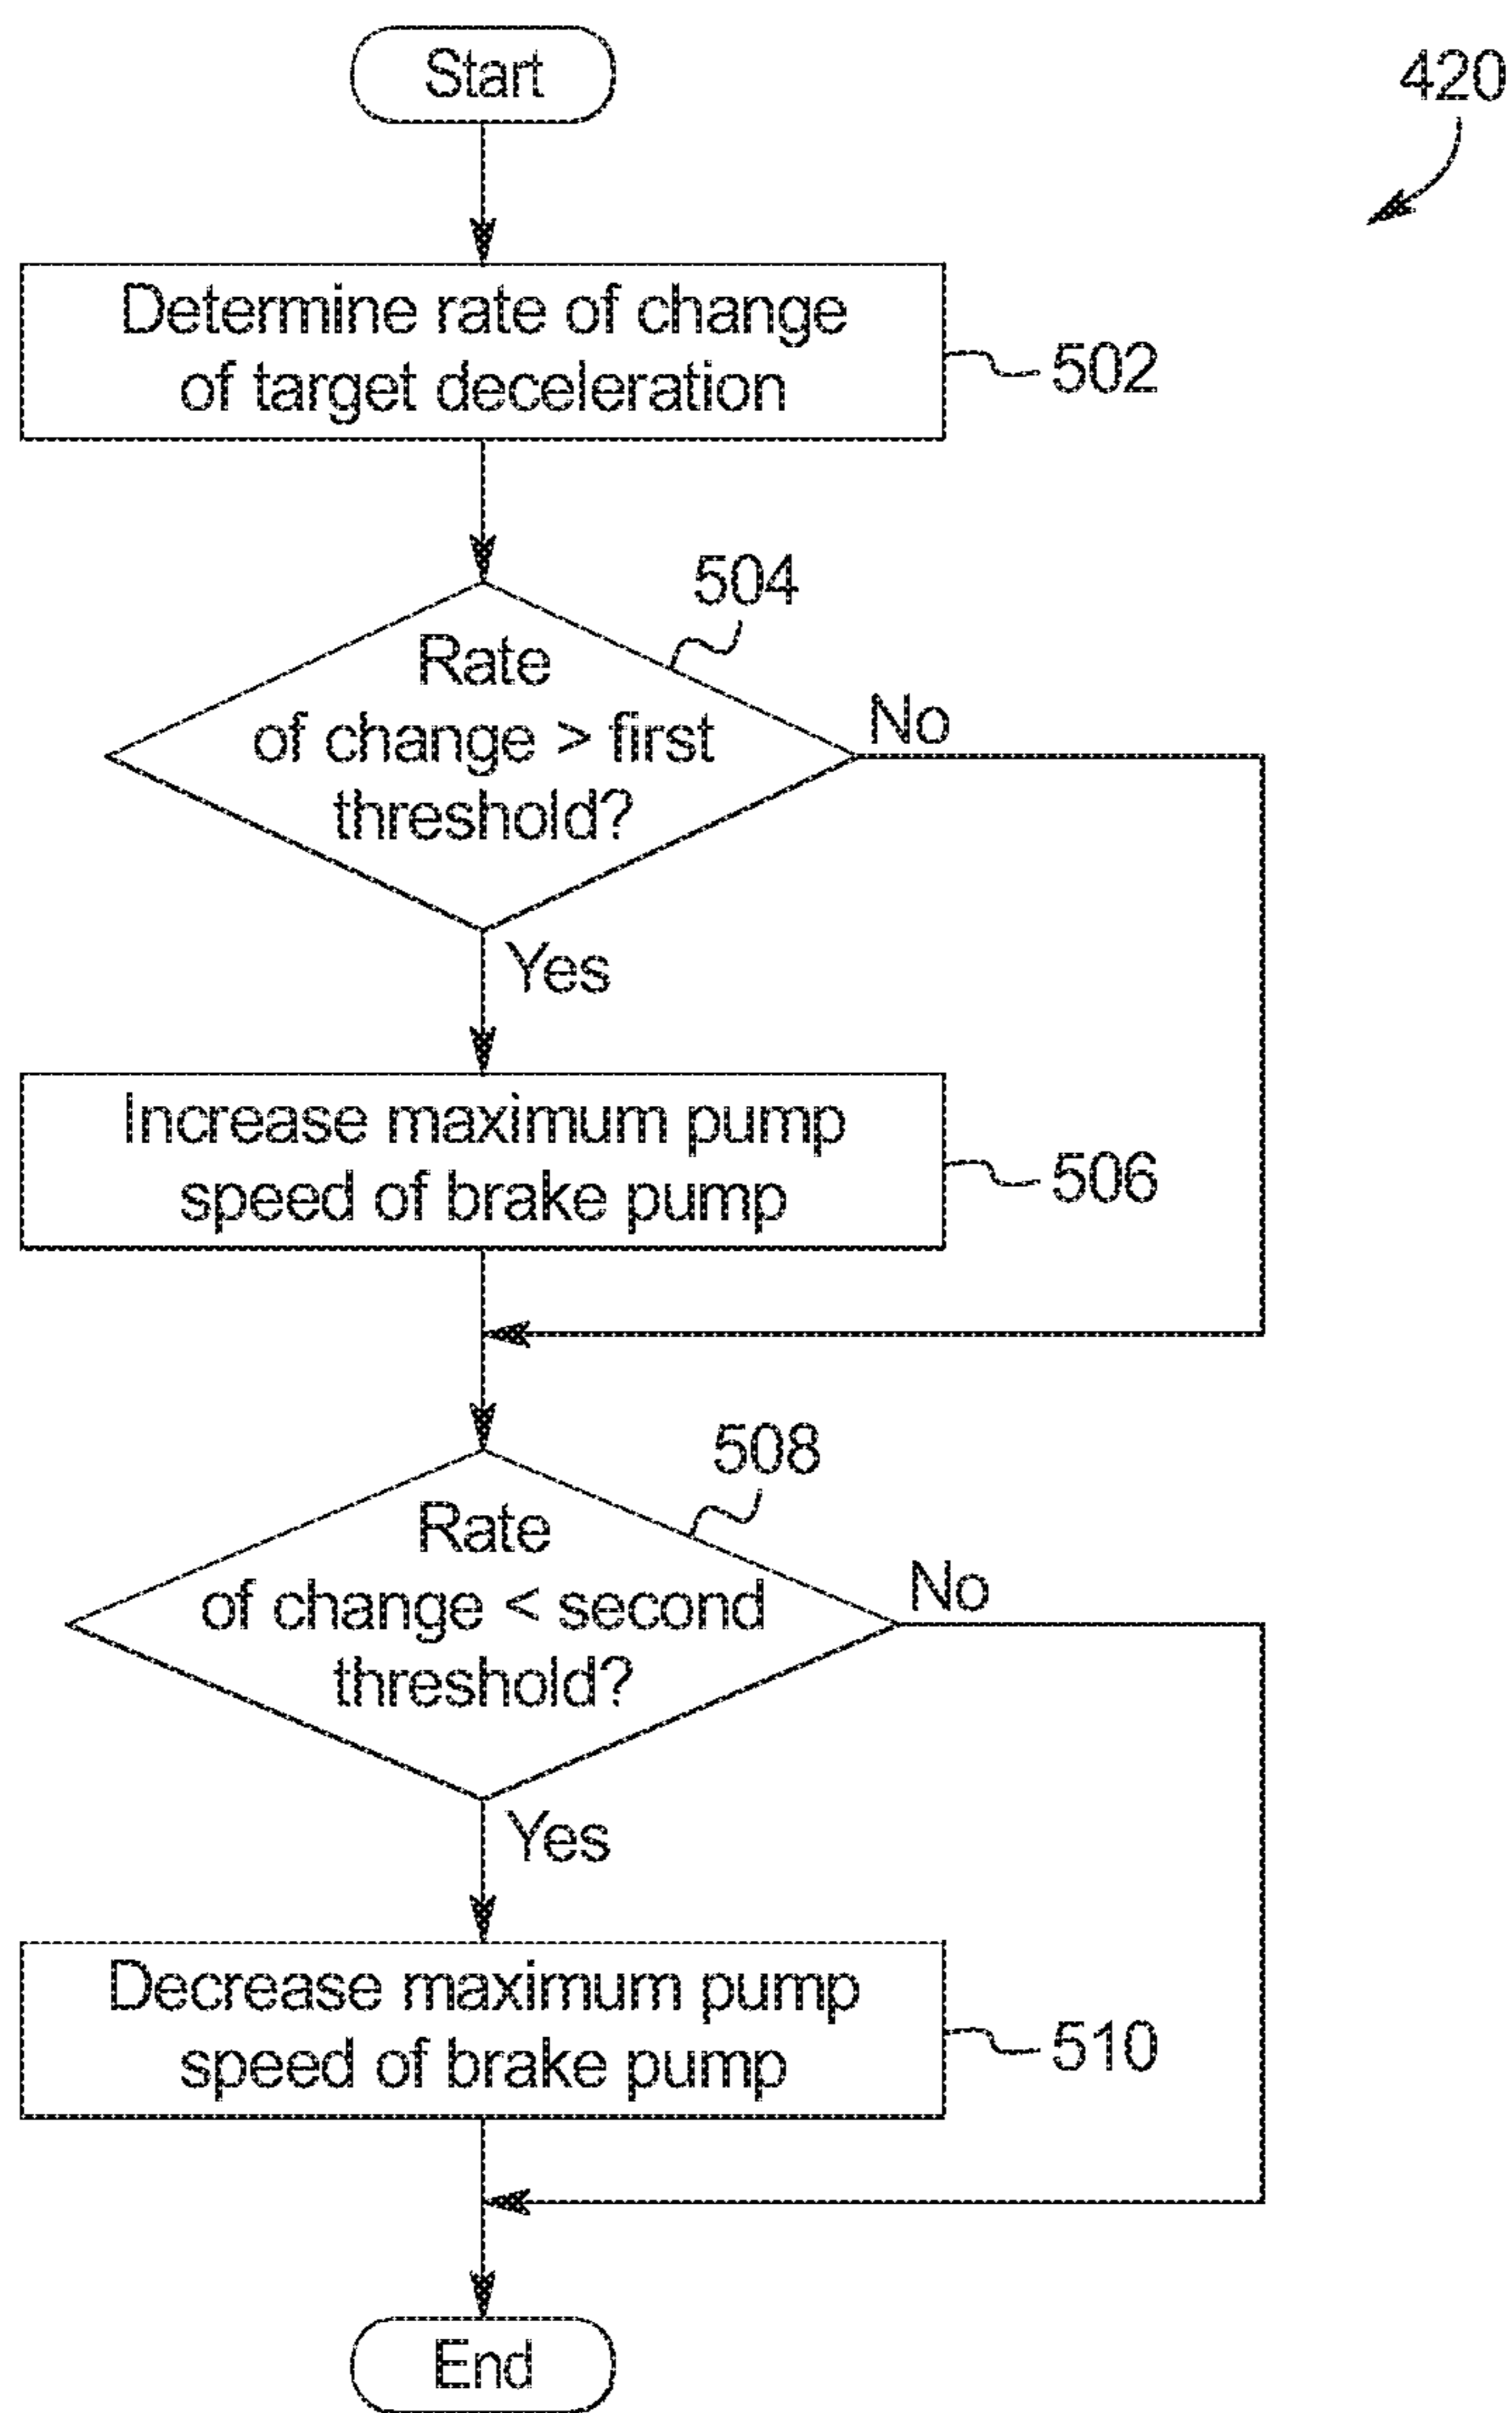 Start
420
Determine rate of change
of target deceleration
502
504
Rate
of change > first
threshold?
No
Yes
Increase maximum pump
speed of brake pump
506
508
Rate
of change < second
threshold?
No
Yes
Decrease maximum pump
speed of brake pump
510
End